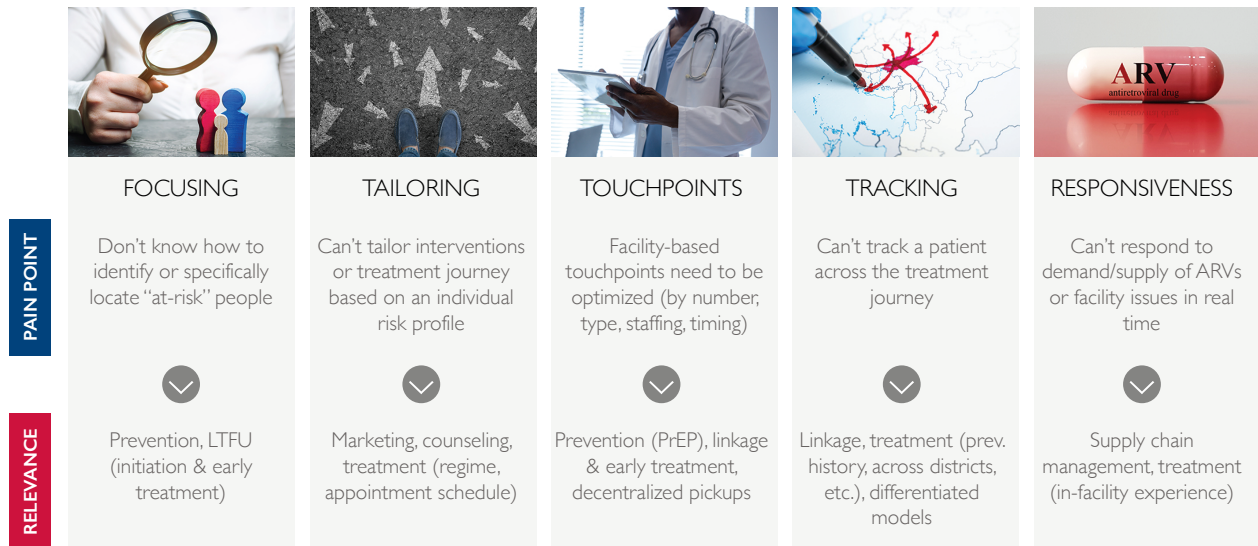 ARV
antiretroviral drug
FOCUSING
TAILORING
TOUCHPOINTS
TRACKING
RESPONSIVENESS
PAIN POINT
Don’t know how to
identify or specifically
locate “at-risk” people
Can’t tailor interventions
or treatment journey
based on an individual
risk profile
Facility-based
touchpoints need to be
optimized (by number,
type, staffing, timing)
Can’t track a patient
across the treatment
journey
Can’t respond to
demand/supply of ARVs
or facility issues in real
time
RELEVANCE
Prevention, LTFU
(initiation & early
treatment)
Marketing, counseling,
treatment (regime,
appointment schedule)
Prevention (PrEP), linkage
& early treatment,
decentralized pickups
Linkage, treatment (prev.
history, across districts,
etc.), differentiated
models
Supply chain
management, treatment
(in-facility experience)